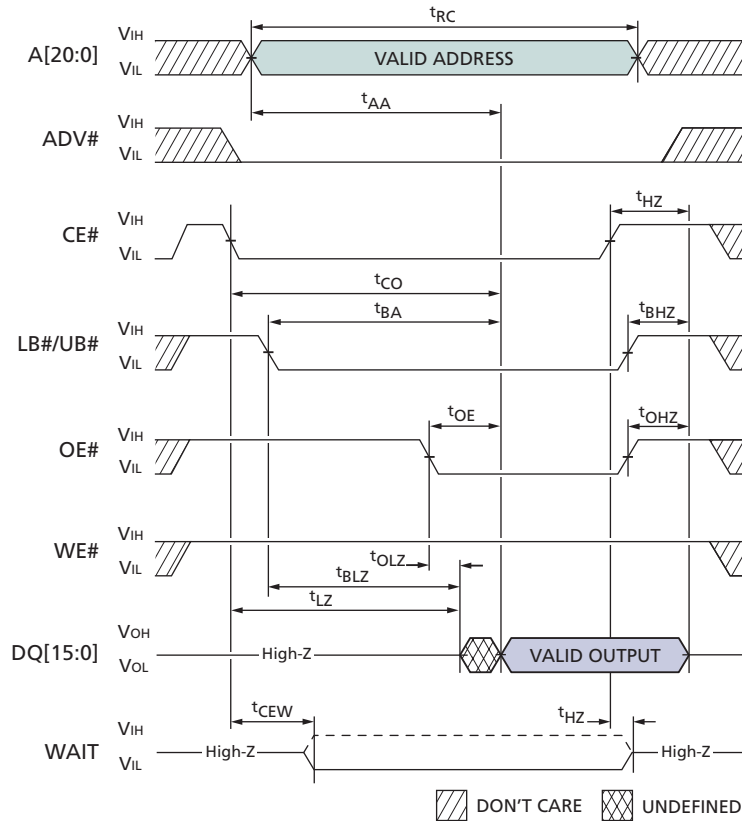 tRC
VIH
A[20:0]
VALID ADDRESS
VIL
tAA
VIH
ADV#
VIL
tHZ
VIH
CE#
VIL
tCO
tBA
tBHZ
VIH
LB#/UB#
VIL
tOE
tOHZ
VIH
OE#
VIL
VIH
WE#
VIL
tOLZ
tBLZ
tLZ
VOH
DQ[15:0]
High-Z
VALID OUTPUT
VOL
tCEW
tHZ
VIH
WAIT
High-Z
High-Z
VIL
DON'T CARE
UNDEFINED